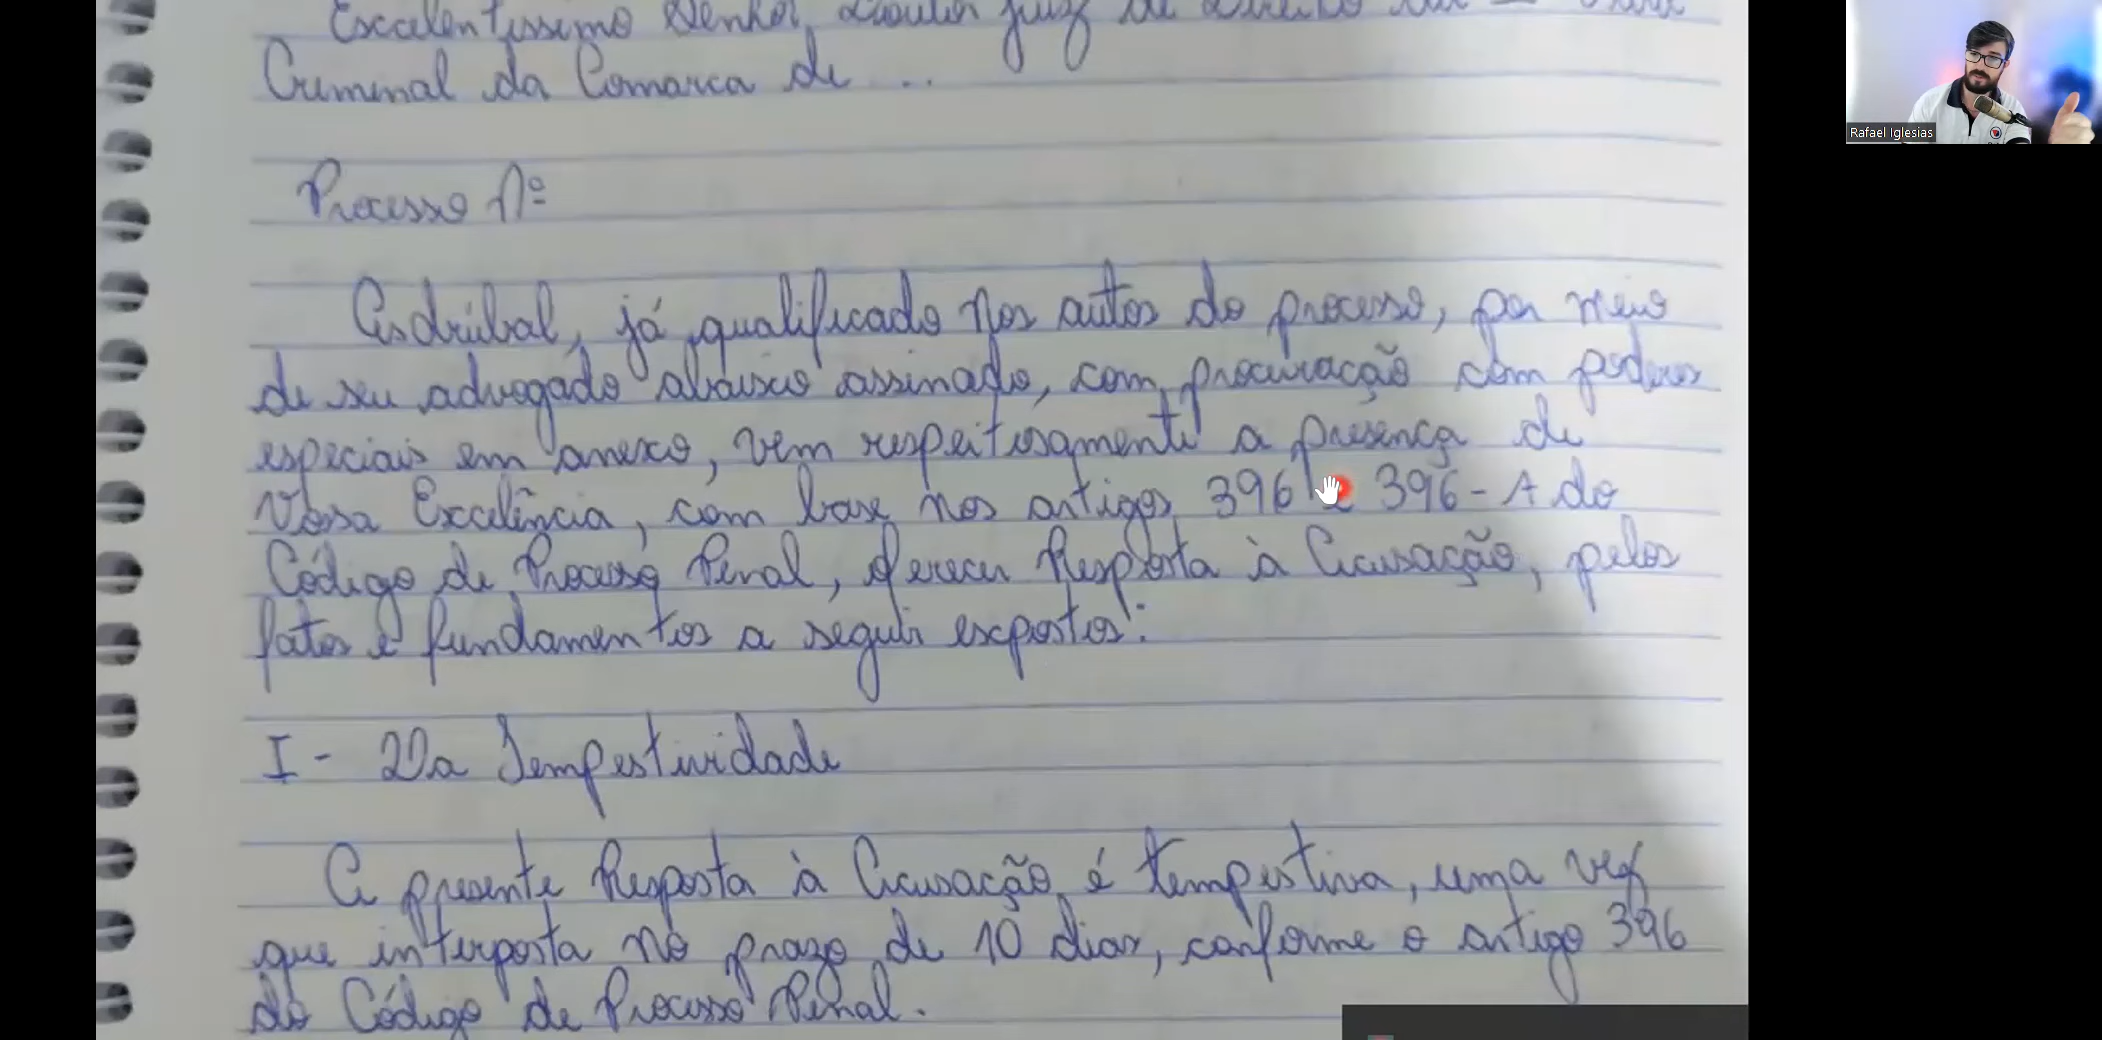 Excelentíssimo Senhor Doutor Juiz de Direito da Vara
Criminal da Comarca de ...
Processo Nº
Asdrúbal, já qualificado nos autos do processo, por meio
de seu advogado abaixo assinado, com procuração com poderes
especiais em anexo, vem respeitosamente a presença de
Vossa Excelência, com base nos artigos 396 e 396-A do
Código de Processo Penal, oferecer Resposta à Acusação, pelos
fatos e fundamentos a seguir expostos:
I - Da Tempestividade
A presente Resposta à Acusação é tempestiva, uma vez
que interposta no prazo de 10 dias, conforme o artigo 396
do Código de Processo Penal.
Rafael Iglesias